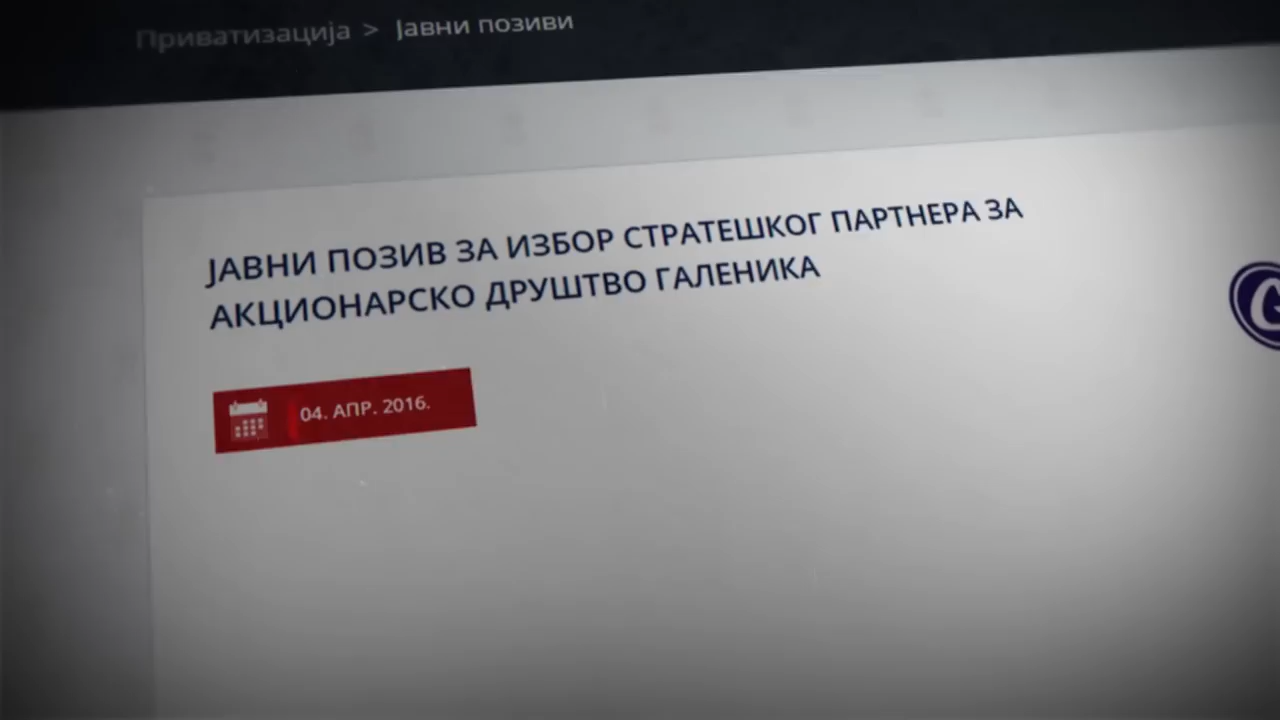 Приватизација > Јавни позиви
ЈАВНИ ПОЗИВ ЗА ИЗБОР СТРАТЕШКОГ ПАРТНЕРА ЗА
АКЦИОНАРСКО ДРУШТВО ГАЛЕНИКА
04. АПР. 2016.